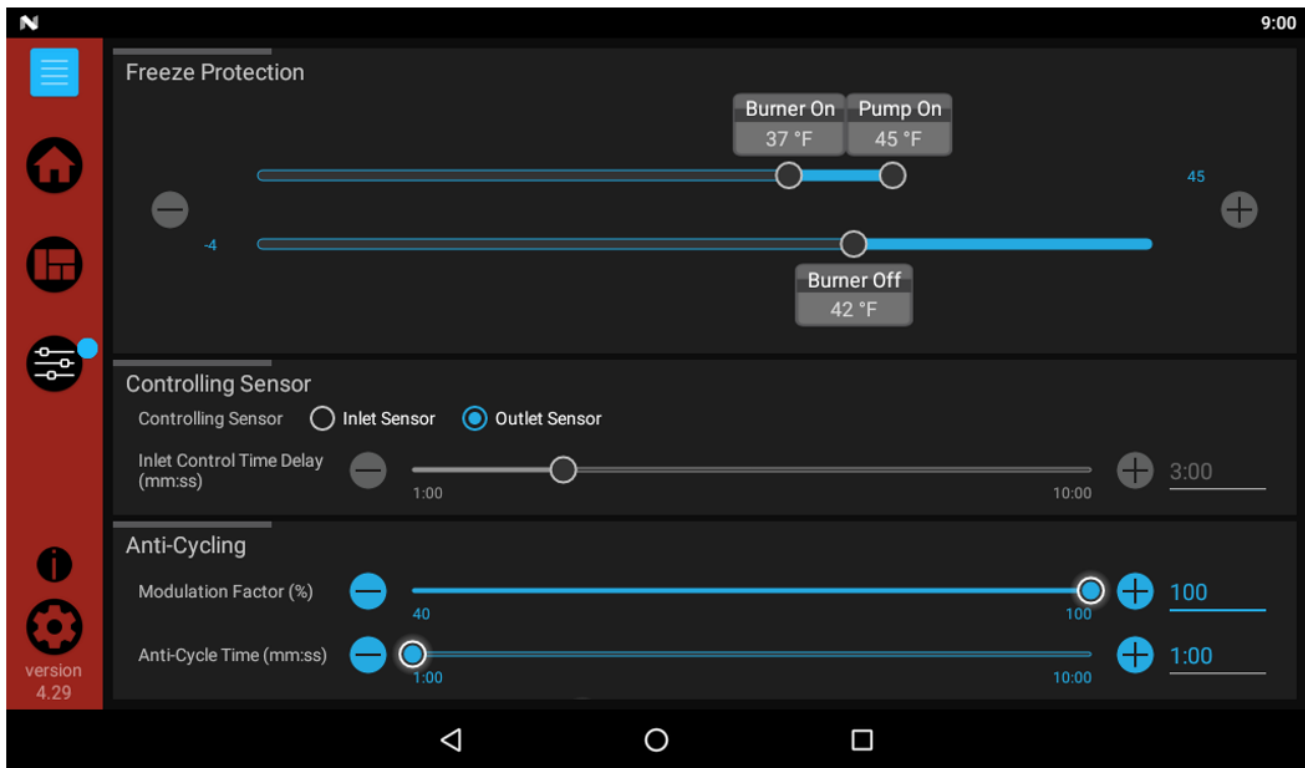 9:00
Freeze Protection
Burner On Pump On
37 °F 45 °F
45
-4
Burner Off
42 °F
Controlling Sensor
Controlling Sensor Inlet Sensor Outlet Sensor
Inlet Control Time Delay
(mm:ss)
3:00
1:00 10:00
Anti-Cycling
Modulation Factor (%) 100
40 100
Anti-Cycle Time (mm:ss) 1:00
1:00 10:00
version
4.29